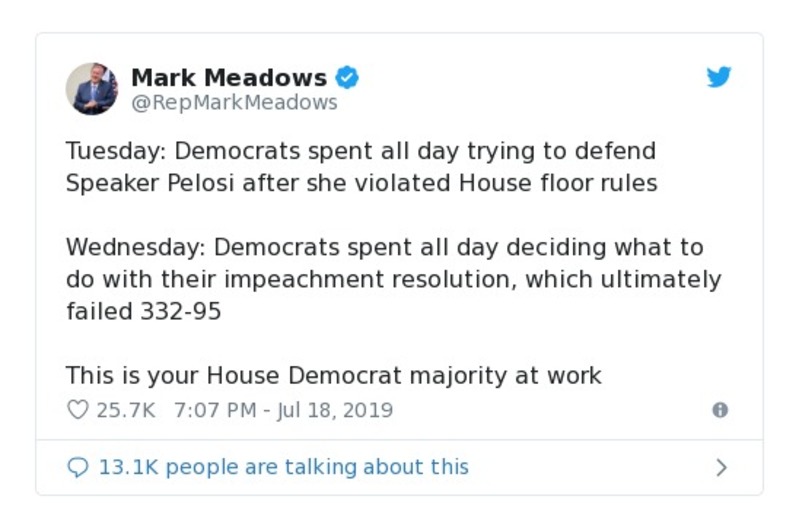 Mark Meadows
@RepMarkMeadows
Tuesday: Democrats spent all day trying to defend
Speaker Pelosi after she violated House floor rules
Wednesday: Democrats spent all day deciding what to
do with their impeachment resolution, which ultimately
failed 332-95
This is your House Democrat majority at work
25.7K 7:07 PM - Jul 18, 2019
13.1K people are talking about this